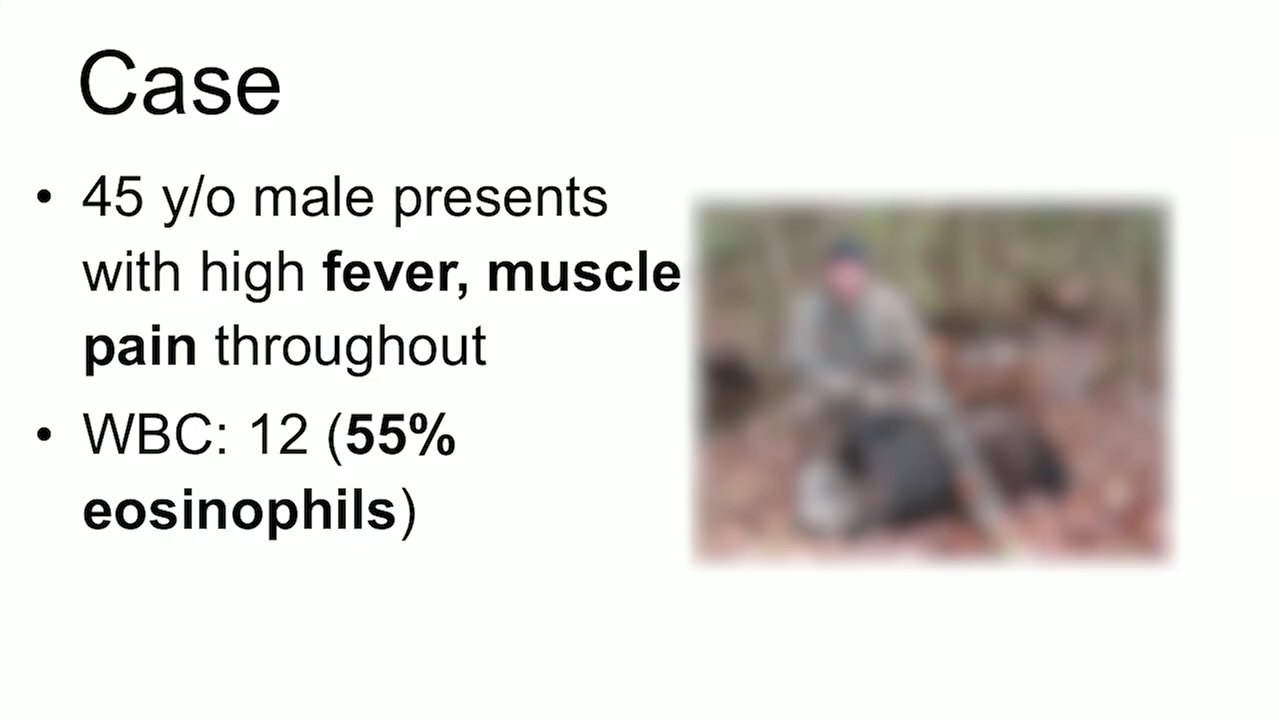 Case
• 45 y/o male presents
with high fever, muscle
pain throughout
• WBC: 12 (55%
eosinophils)